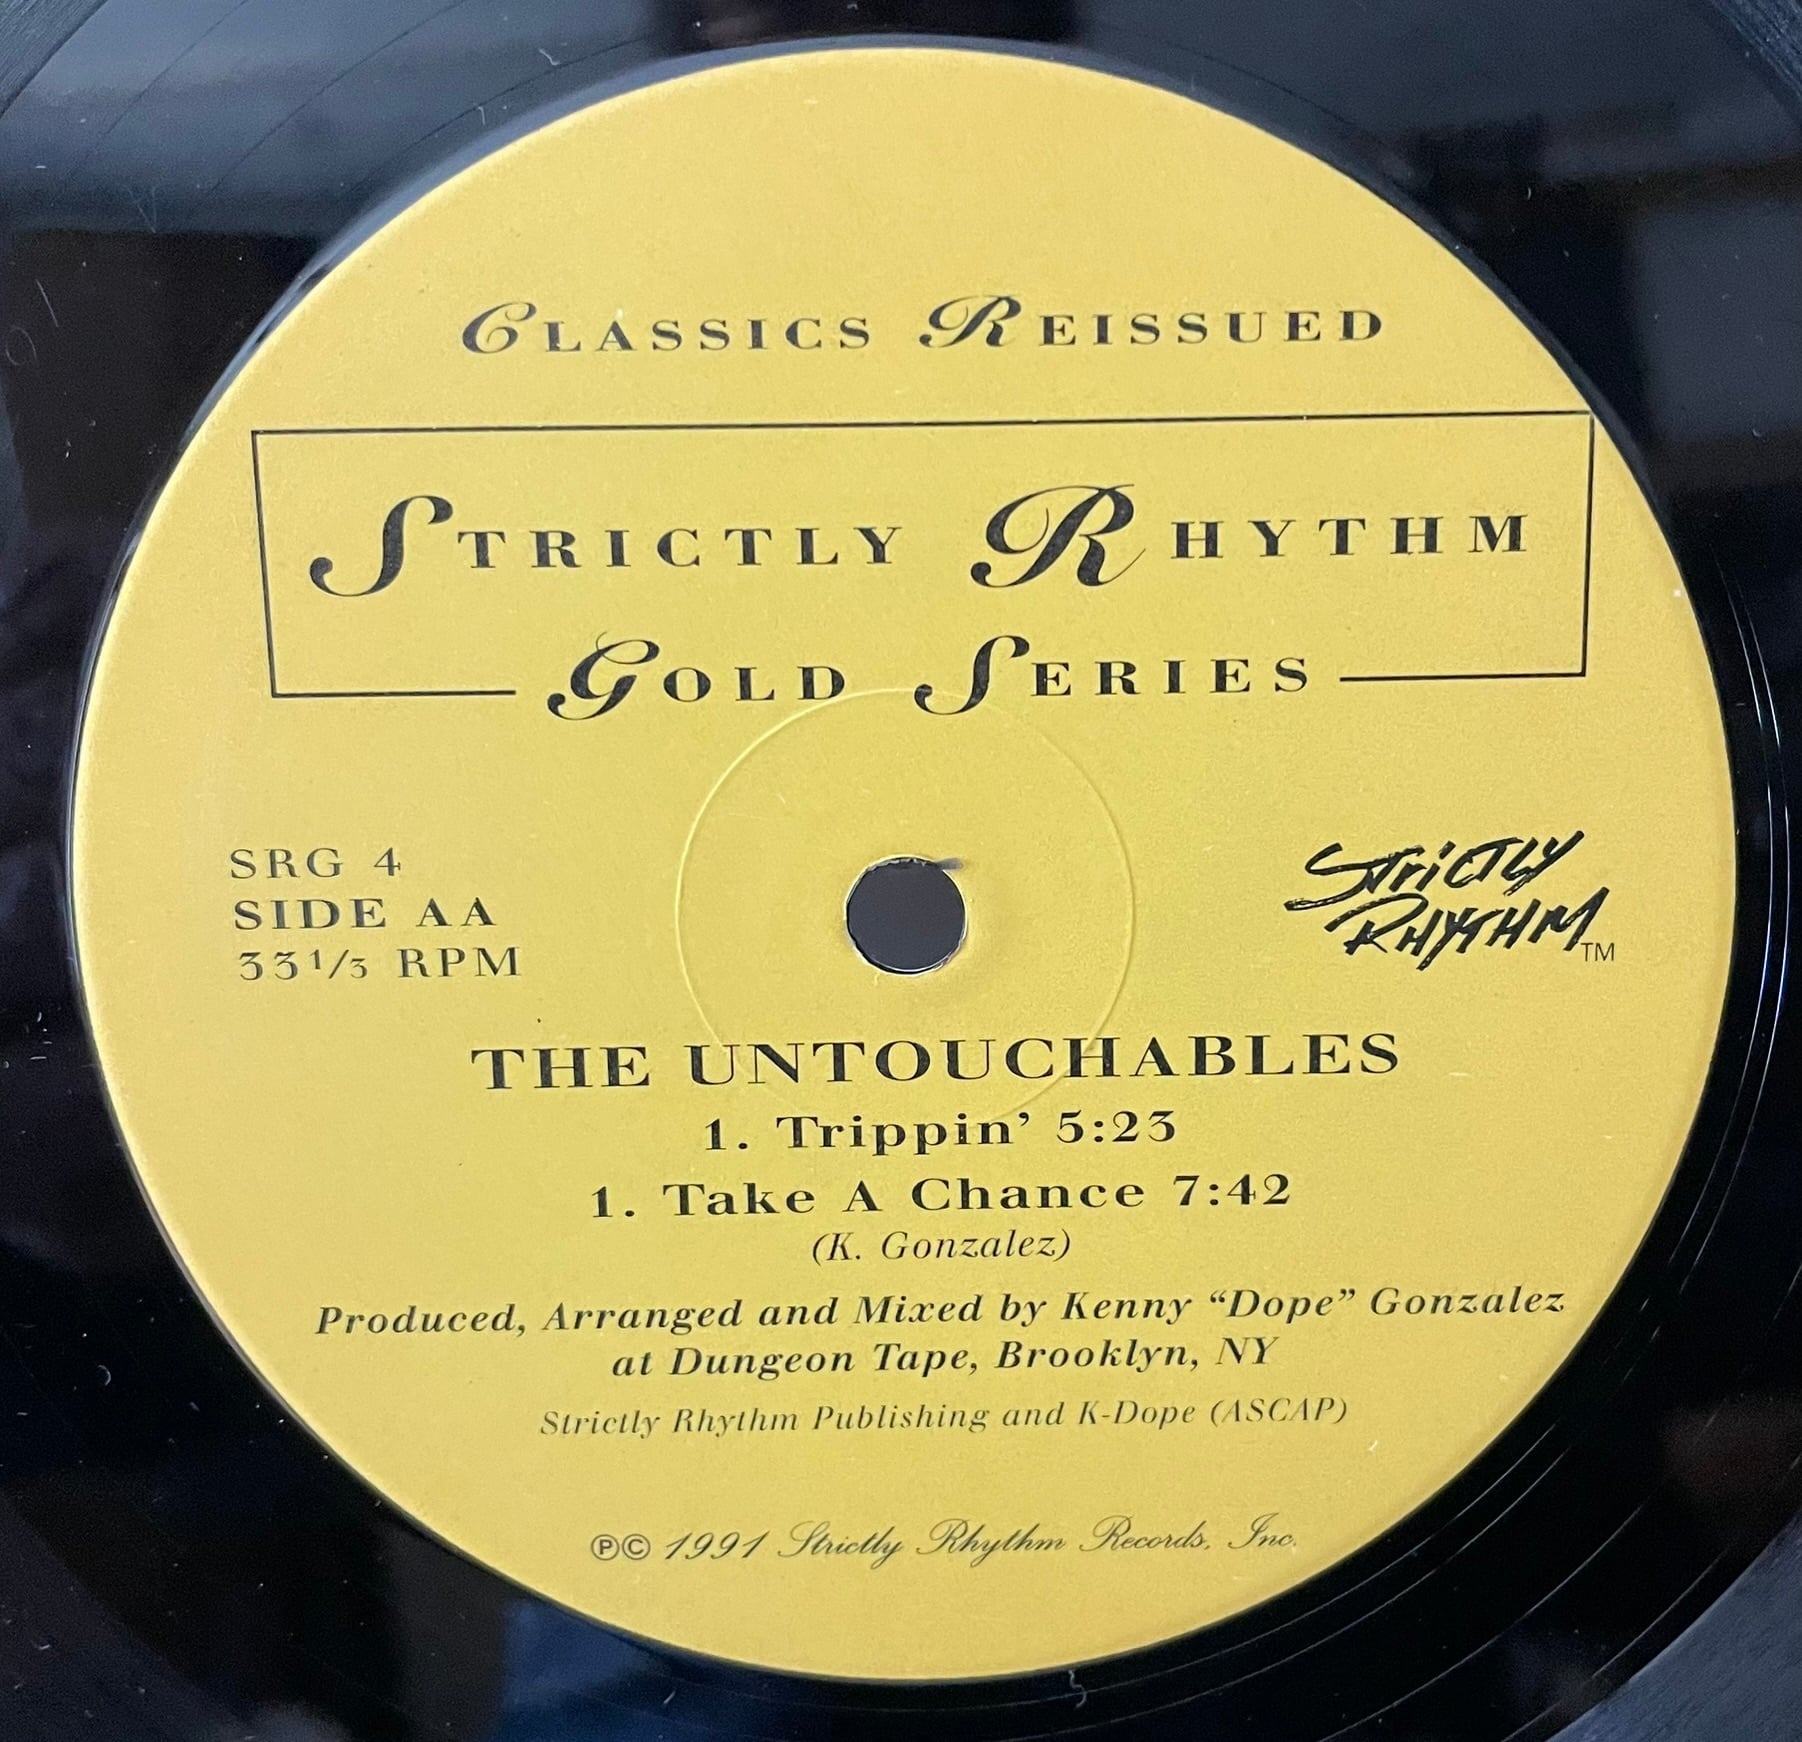 CLASSICS REISSUED
STRICTLY RHYTHM
GOLD SERIES
SRG 4
SIDE AA
33 1/3 RPM
STRICTLY
RHYTHM TM
THE UNTOUCHABLES
1. Trippin’ 5:23
1. Take A Chance 7:42
(K. Gonzalez)
Produced, Arranged and Mixed by Kenny “Dope” Gonzalez
at Dungeon Tape, Brooklyn, NY
Strictly Rhythm Publishing and K-Dope (ASCAP)
℗© 1991 Strictly Rhythm Records, Inc.